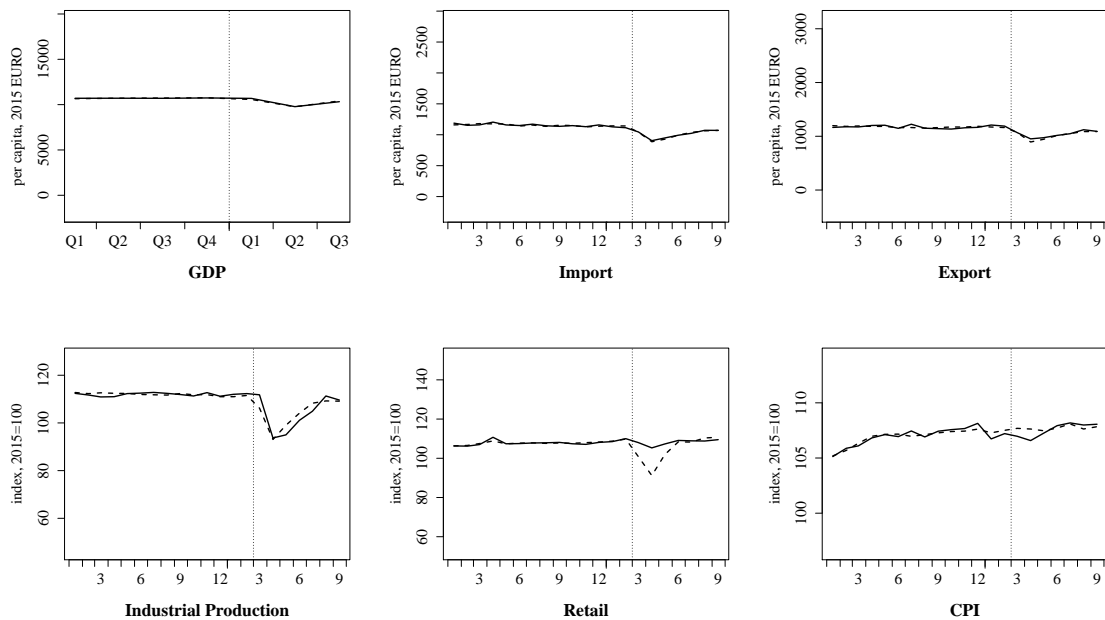 per capita, 2015 EURO
15000
5000
0
Q1 Q2 Q3 Q4 Q1 Q2 Q3
GDP
per capita, 2015 EURO
2500
1500
500
0
3 6 9 12 3 6 9
Import
per capita, 2015 EURO
3000
2000
1000
0
3 6 9 12 3 6 9
Export
index, 2015=100
120
100
80
60
3 6 9 12 3 6 9
Industrial Production
index, 2015=100
140
120
100
80
60
3 6 9 12 3 6 9
Retail
index, 2015=100
110
105
100
3 6 9 12 3 6 9
CPI